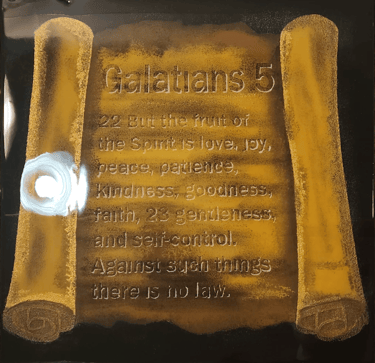 Galatians 5
22 But the fruit of
the Spirit is love, joy,
peace, patience,
kindness, goodness,
faith, 23 gentleness,
and self-control.
Against such things
there is no law.